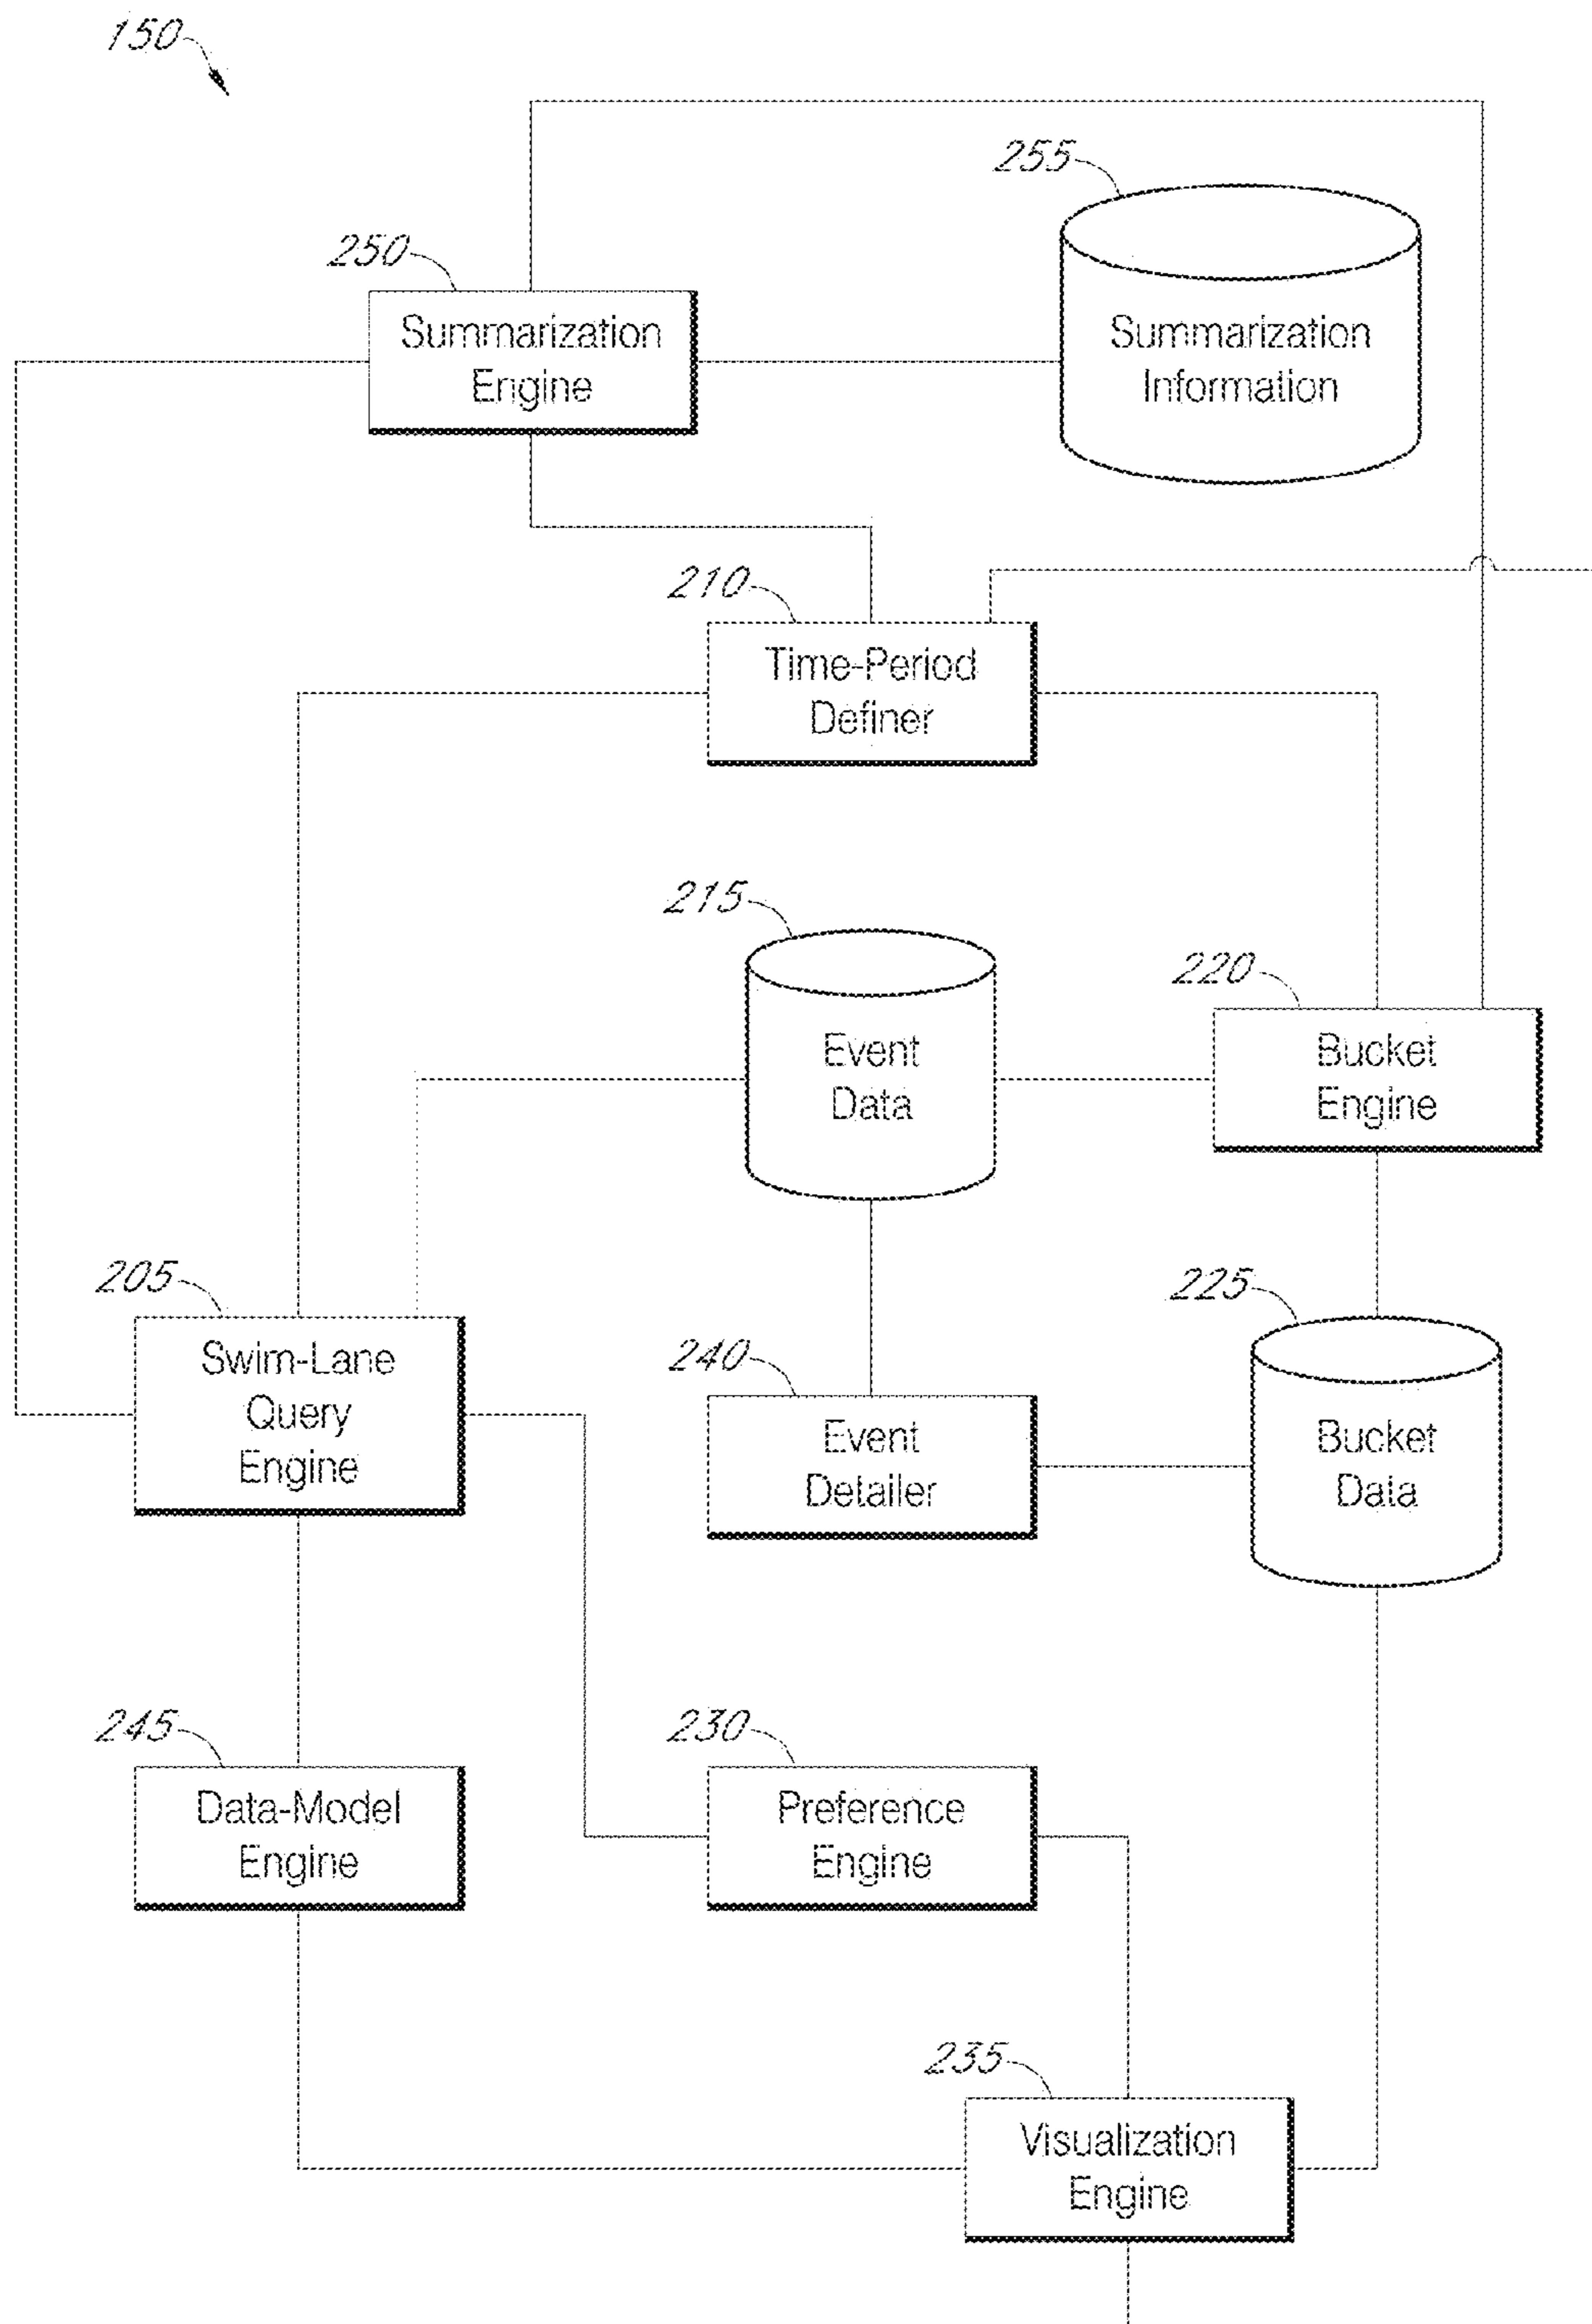 150
255
250
Summarization
Engine
Summarization
Information
210
Time-Period
Definer
215
Event
Data
220
Bucket
Engine
205
Swim-Lane
Query
Engine
240
Event
Detailer
225
Bucket
Data
245
Data-Model
Engine
230
Preference
Engine
235
Visualization
Engine